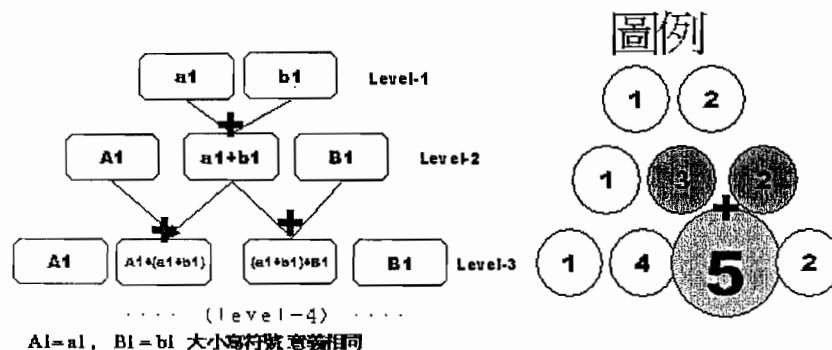 圖例
a1 b1 Level-1
+
1 2
A1 a1+b1 B1 Level-2
1 3 2
+ +
+
A1 A1+(a1+b1) (a1+b1)+B1 B1 Level-3
1 4 5 2
···· (level-4) ····
A1=a1, B1=b1 大小寫符號意義相同